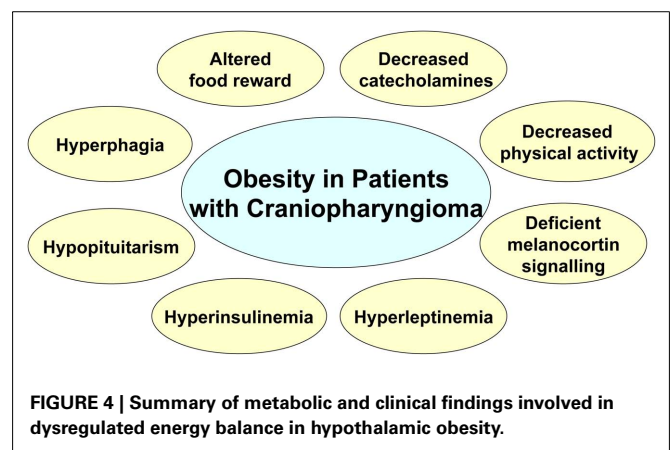 Altered
food reward
Decreased
catecholamines
Hyperphagia
Decreased
physical activity
Obesity in Patients
with Craniopharyngioma
Hypopituitarism
Deficient
melanocortin
signalling
Hyperinsulinemia
Hyperleptinemia
FIGURE 4 | Summary of metabolic and clinical findings involved in
dysregulated energy balance in hypothalamic obesity.